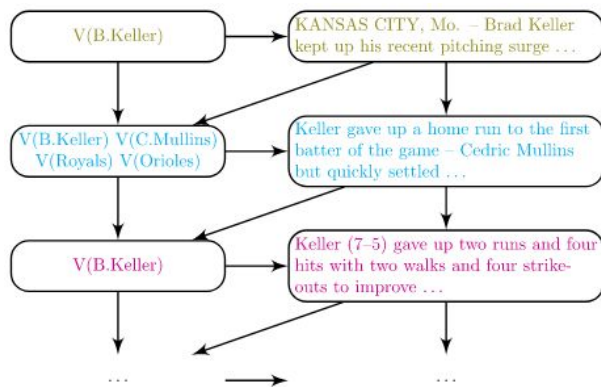 V(B.Keller)
KANSAS CITY, Mo. – Brad Keller
kept up his recent pitching surge ...
V(B.Keller) V(C.Mullins)
V(Royals) V(Orioles)
Keller gave up a home run to the first
batter of the game – Cedric Mullins
but quickly settled ...
V(B.Keller)
Keller (7–5) gave up two runs and four
hits with two walks and four strike-
outs to improve ...
...
...